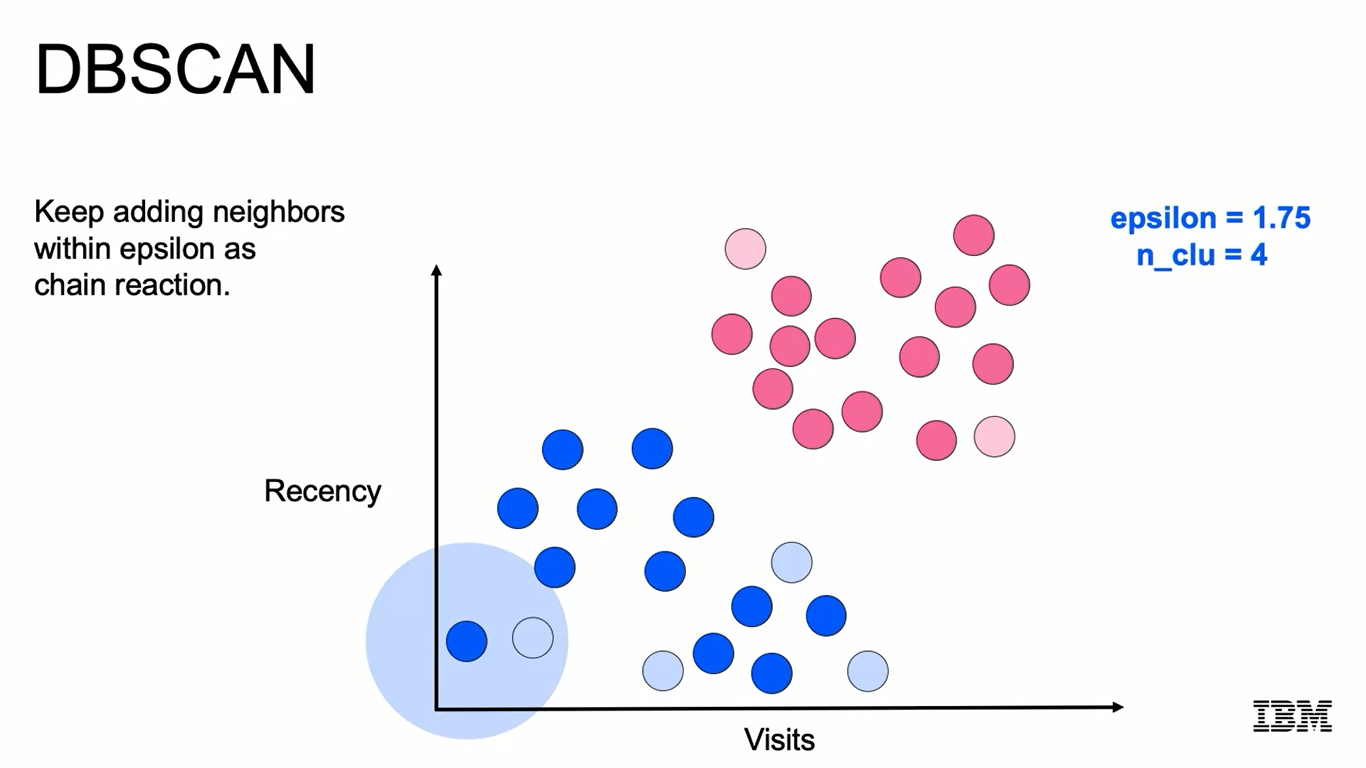 DBSCAN
Keep adding neighbors
within epsilon as
chain reaction.
epsilon = 1.75
n_clu = 4
Recency
Visits
IBM